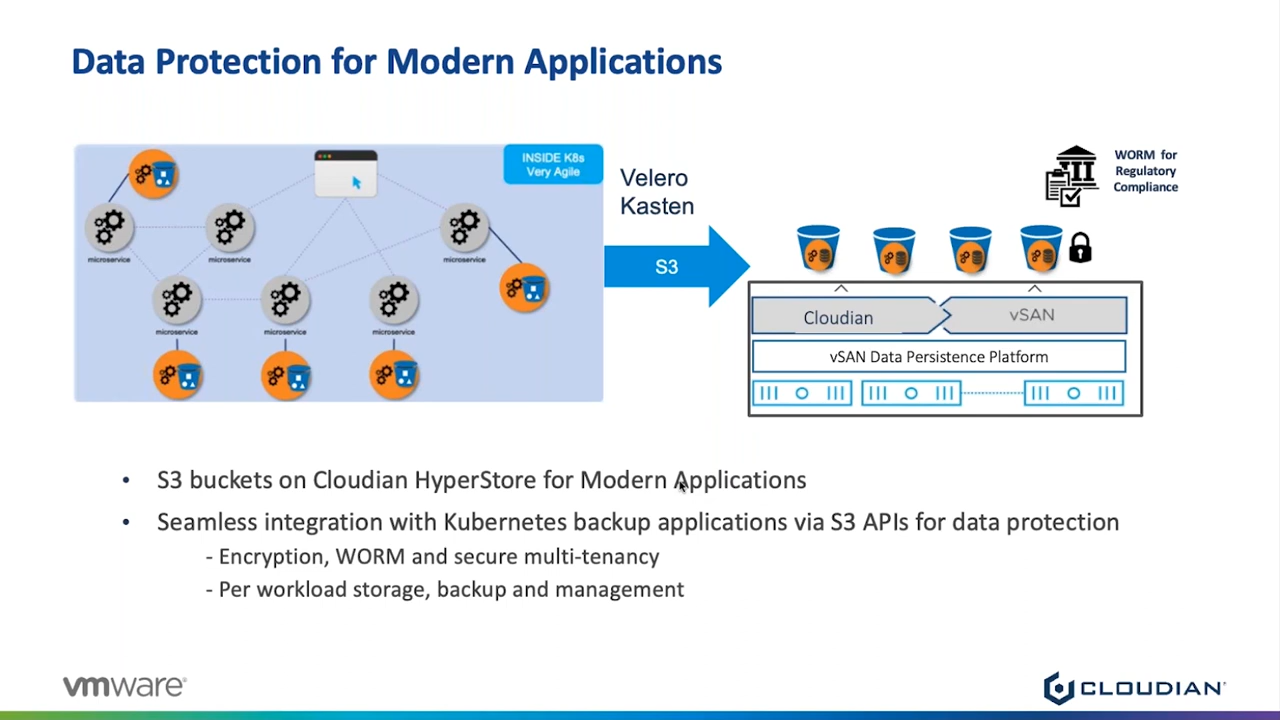 Data Protection for Modern Applications
INSIDE K8s
Very Agile
microservice
microservice
microservice
microservice
microservice
microservice
Velero
Kasten
S3
WORM for
Regulatory
Compliance
Cloudian
vSAN
vSAN Data Persistence Platform
• S3 buckets on Cloudian HyperStore for Modern Applications
• Seamless integration with Kubernetes backup applications via S3 APIs for data protection
- Encryption, WORM and secure multi-tenancy
- Per workload storage, backup and management
vmware®
CLOUDIAN®